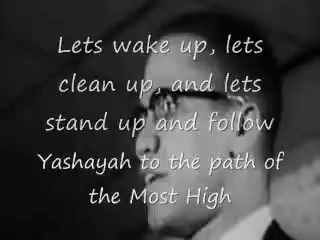 Lets wake up, lets
clean up, and lets
stand up and follow
Yashayah to the path of
the Most High